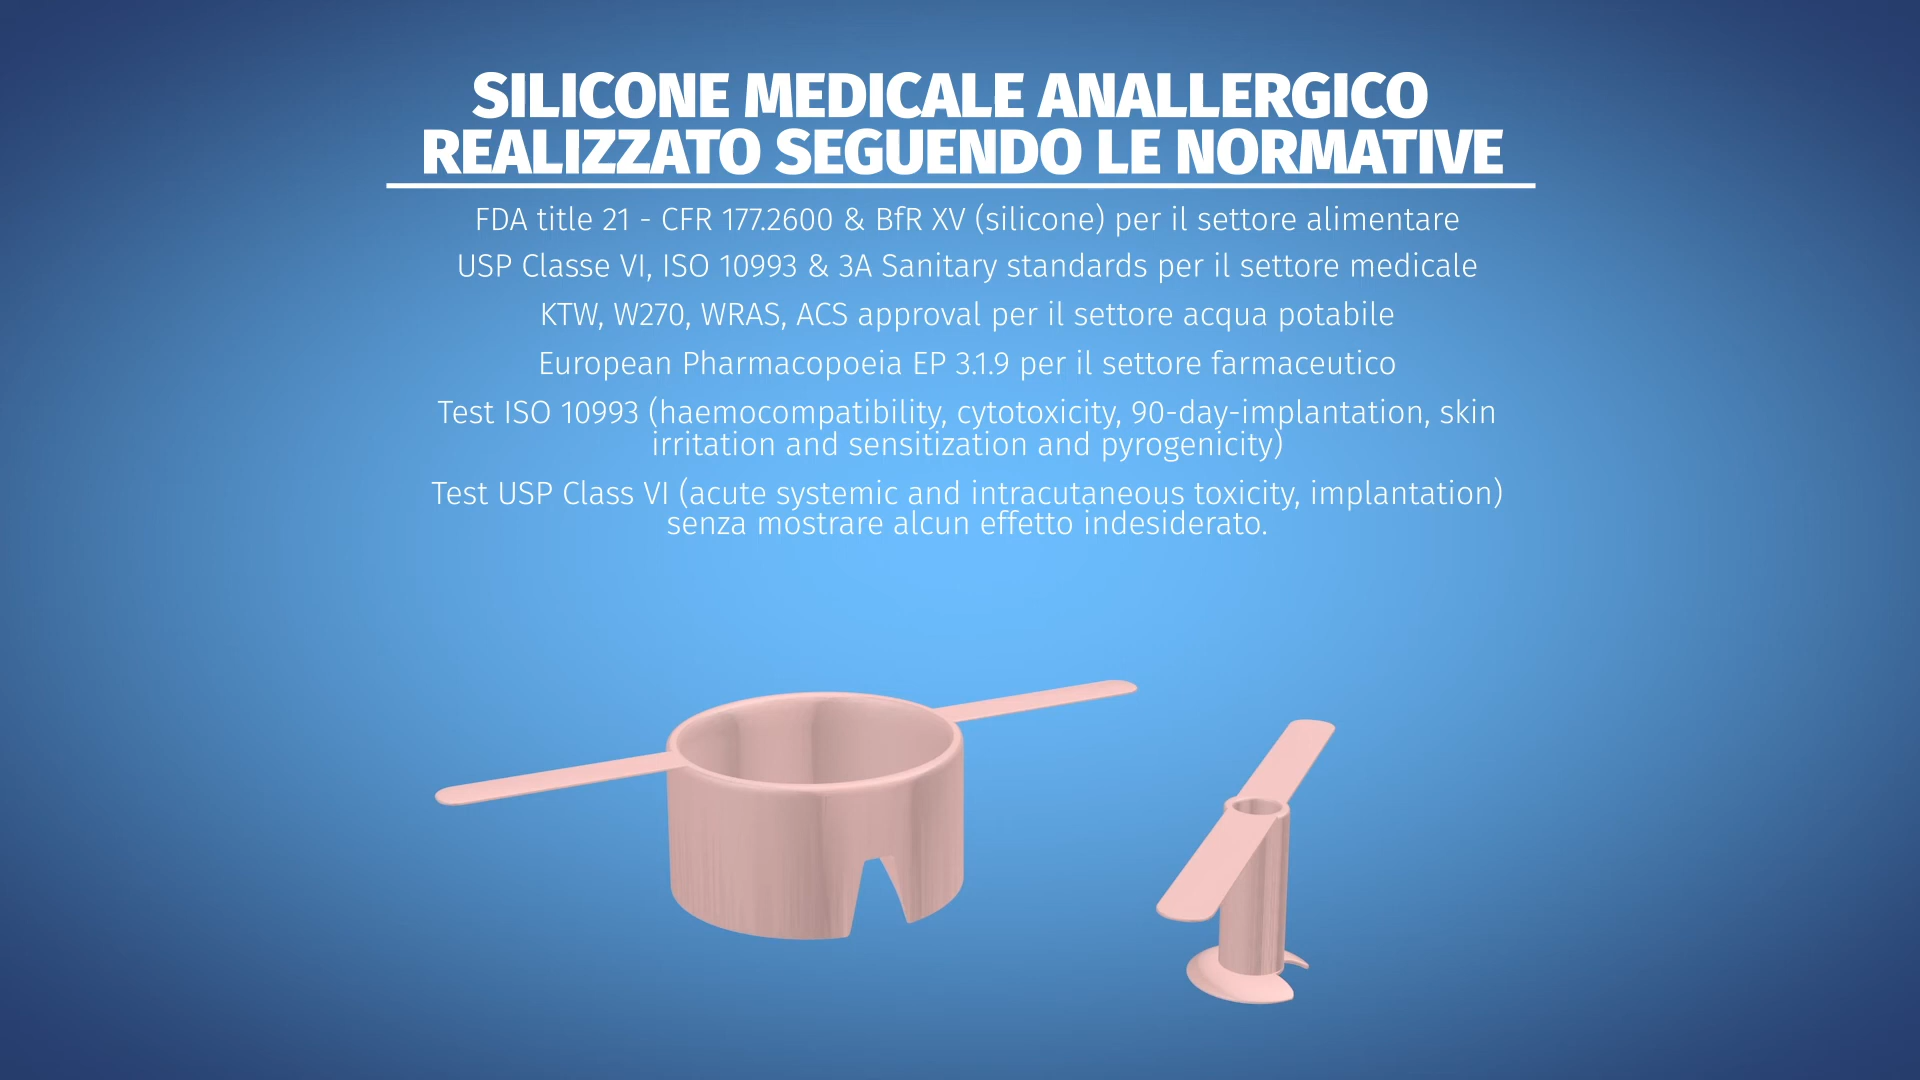 SILICONE MEDICALE ANALLERGICO
REALIZZATO SEGUENDO LE NORMATIVE
FDA title 21 - CFR 177.2600 & BfR XV (silicone) per il settore alimentare
USP Classe VI, ISO 10993 & 3A Sanitary standards per il settore medicale
KTW, W270, WRAS, ACS approval per il settore acqua potabile
European Pharmacopoeia EP 3.1.9 per il settore farmaceutico
Test ISO 10993 (haemocompatibility, cytotoxicity, 90-day-implantation, skin
irritation and sensitization and pyrogenicity)
Test USP Class VI (acute systemic and intracutaneous toxicity, implantation)
senza mostrare alcun effetto indesiderato.